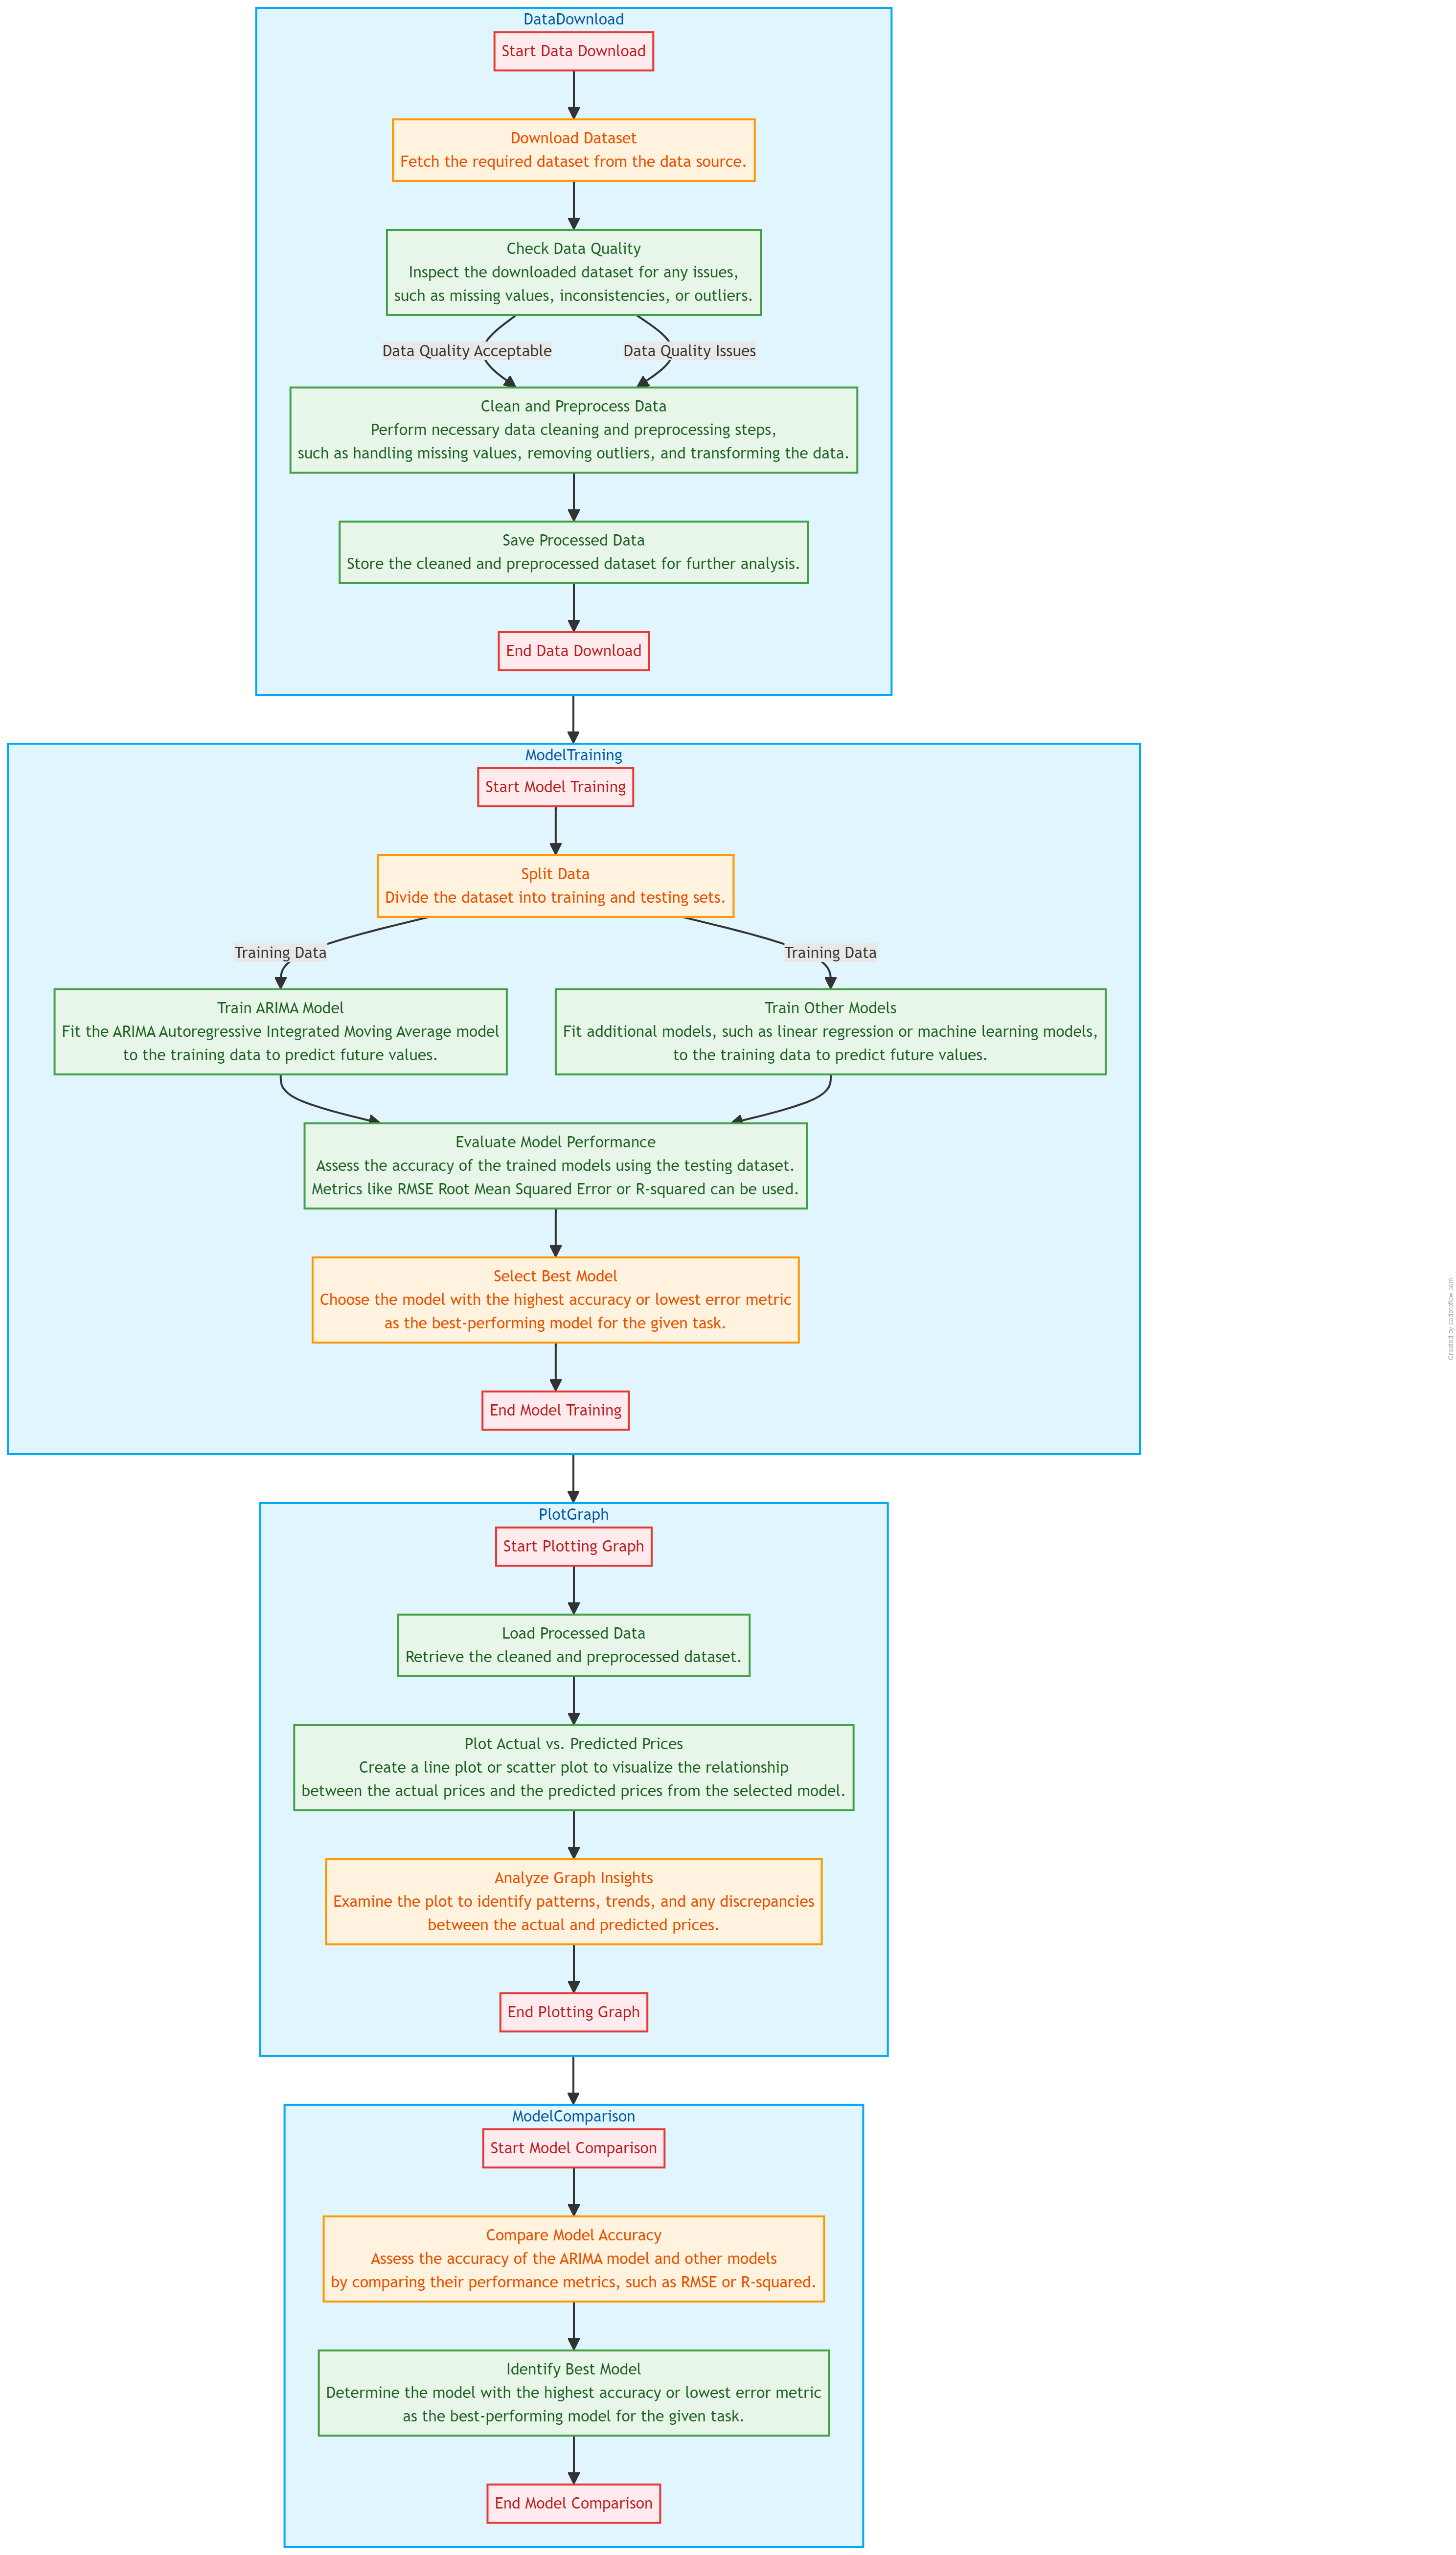 DataDownload
Start Data Download
Download Dataset
Fetch the required dataset from the data source.
Check Data Quality
Inspect the downloaded dataset for any issues,
such as missing values, inconsistencies, or outliers.
Data Quality Acceptable
Data Quality Issues
Clean and Preprocess Data
Perform necessary data cleaning and preprocessing steps,
such as handling missing values, removing outliers, and transforming the data.
Save Processed Data
Store the cleaned and preprocessed dataset for further analysis.
End Data Download
ModelTraining
Start Model Training
Split Data
Divide the dataset into training and testing sets.
Training Data
Training Data
Train ARIMA Model
Fit the ARIMA Autoregressive Integrated Moving Average model
to the training data to predict future values.
Train Other Models
Fit additional models, such as linear regression or machine learning models,
to the training data to predict future values.
Evaluate Model Performance
Assess the accuracy of the trained models using the testing dataset.
Metrics like RMSE Root Mean Squared Error or R-squared can be used.
Select Best Model
Choose the model with the highest accuracy or lowest error metric
as the best-performing model for the given task.
End Model Training
PlotGraph
Start Plotting Graph
Load Processed Data
Retrieve the cleaned and preprocessed dataset.
Plot Actual vs. Predicted Prices
Create a line plot or scatter plot to visualize the relationship
between the actual prices and the predicted prices from the selected model.
Analyze Graph Insights
Examine the plot to identify patterns, trends, and any discrepancies
between the actual and predicted prices.
End Plotting Graph
ModelComparison
Start Model Comparison
Compare Model Accuracy
Assess the accuracy of the ARIMA model and other models
by comparing their performance metrics, such as RMSE or R-squared.
Identify Best Model
Determine the model with the highest accuracy or lowest error metric
as the best-performing model for the given task.
End Model Comparison
Created by codetoflow.com